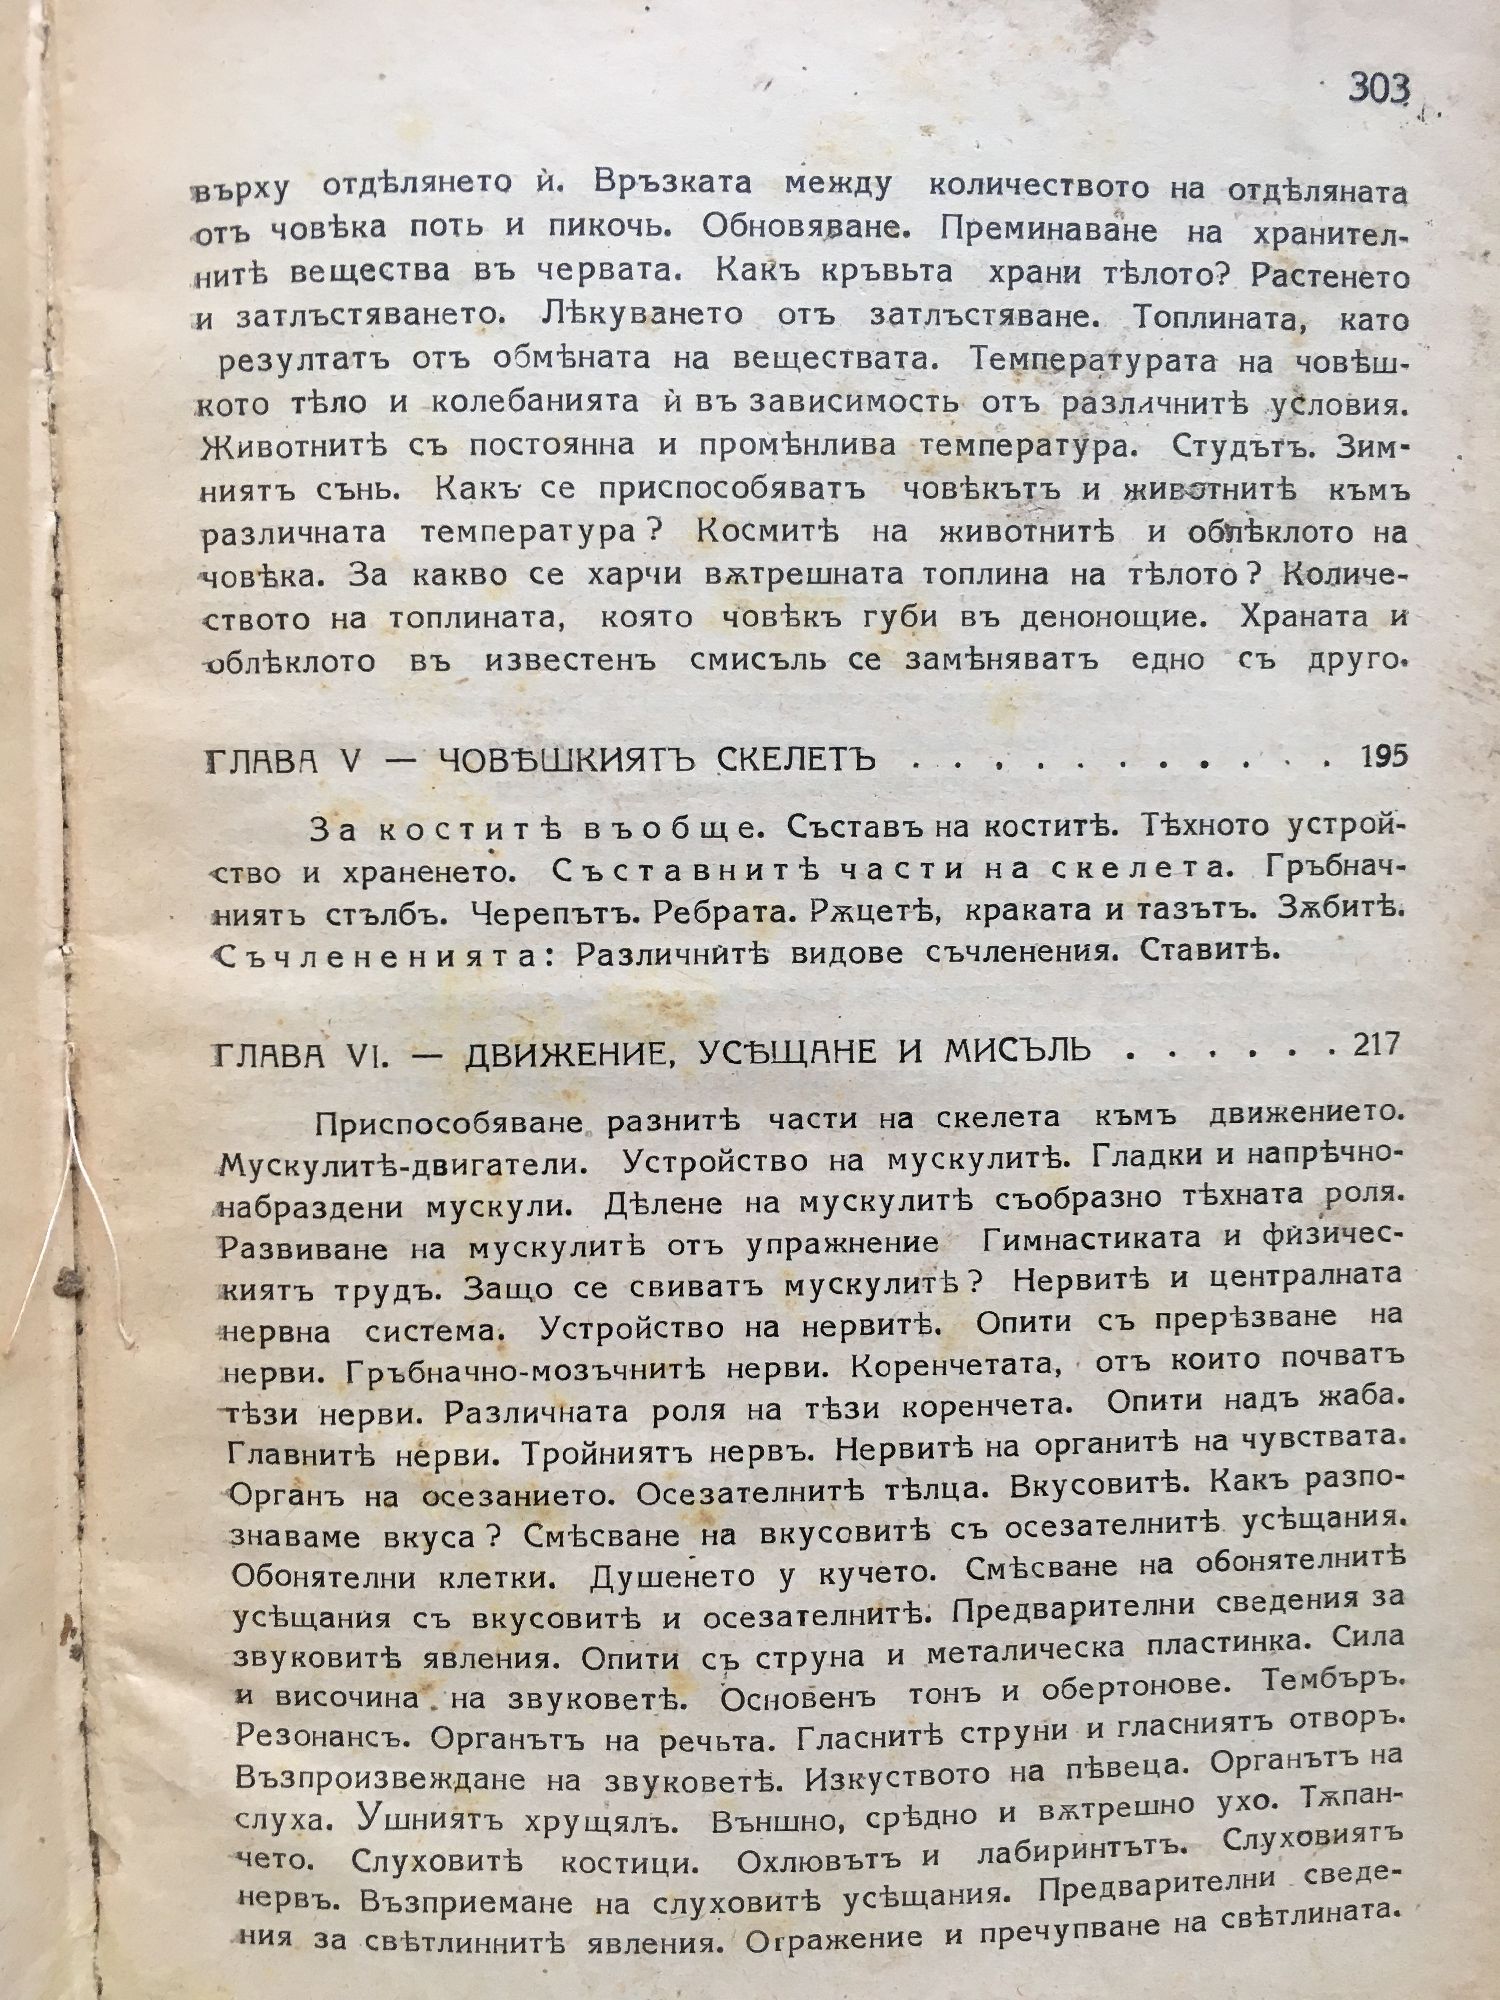 303
върху отдѣлянето ѝ. Връзката между количеството на отдѣляната
отъ човѣка поть и пикочь. Обновяване. Преминаване на хранител-
нитѣ вещества въ червата. Какъ кръвьта храни тѣлото? Растенето
и затлъстяването. Лѣкуването отъ затлъстяване. Топлината, като
резултатъ отъ обмѣната на веществата. Температурата на човѣш-
кото тѣло и колебанията ѝ въ зависимость отъ различнитѣ условия.
Животнитѣ съ постоянна и промѣнлива температура. Студътъ. Зим-
ниятъ сънь. Какъ се приспособяватъ човѣкътъ и животнитѣ къмъ
различната температура? Космитѣ на животнитѣ и облѣклото на
човѣка. За какво се харчи вѫтрешната топлина на тѣлото? Количе-
ството на топлината, която човѣкъ губи въ денонощие. Храната и
облѣклото въ известенъ смисъль се замѣняватъ едно съ друго.
ГЛАВА V — ЧОВѢШКИЯТЪ СКЕЛЕТЪ . . . . . . . . . . . 195
За коститѣ въобще. Съставъ на коститѣ. Тѣхното устрой-
ство и храненето. Съставнитѣ части на скелета. Гръбнач-
ниятъ стълбъ. Черепътъ. Ребрата. Рѫцетѣ, краката и тазътъ. Зѫбитѣ.
Съчлененията: Различнитѣ видове съчленения. Ставитѣ.
ГЛАВА VI. — ДВИЖЕНИЕ, УСѢЩАНЕ И МИСЪЛЬ . . . . . . 217
Приспособяване разнитѣ части на скелета къмъ движението.
Мускулитѣ-двигатели. Устройство на мускулитѣ. Гладки и напрѣчно-
набраздени мускули. Дѣлене на мускулитѣ съобразно тѣхната роля.
Развиване на мускулитѣ отъ упражнение Гимнастиката и физичес-
киятъ трудъ. Защо се свиватъ мускулитѣ? Нервитѣ и централната
нервна система. Устройство на нервитѣ. Опити съ прерѣзване на
нерви. Гръбначно-мозъчнитѣ нерви. Коренчетата, отъ които почватъ
тѣзи нерви. Различната роля на тѣзи коренчета. Опити надъ жаба.
Главнитѣ нерви. Тройниятъ нервъ. Нервитѣ на органитѣ на чувствата.
Органъ на осезанието. Осезателнитѣ тѣлца. Вкусовитѣ. Какъ разпо-
знаваме вкуса? Смѣсване на вкусовитѣ съ осезателнитѣ усѣщания.
Обонятелни клетки. Душенето у кучето. Смѣсване на обонятелнитѣ
усѣщания съ вкусовитѣ и осезателнитѣ. Предварителни сведения за
звуковитѣ явления. Опити съ струна и металическа пластинка. Сила
и височина на звуковетѣ. Основенъ тонъ и обертонове. Тембъръ.
Резонансъ. Органътъ на речьта. Гласнитѣ струни и гласниятъ отворъ.
Възпроизвеждане на звуковетѣ. Изкуството на пѣвеца. Органътъ на
слуха. Ушниятъ хрущялъ. Външно, срѣдно и вѫтрешно ухо. Тѫпан-
чето. Слуховитѣ костици. Охлювътъ и лабиринтътъ. Слуховиятъ
нервъ. Възприемане на слуховитѣ усѣщания. Предварителни сведе-
ния за свѣтлиннитѣ явления. Отражение и пречупване на свѣтлината.